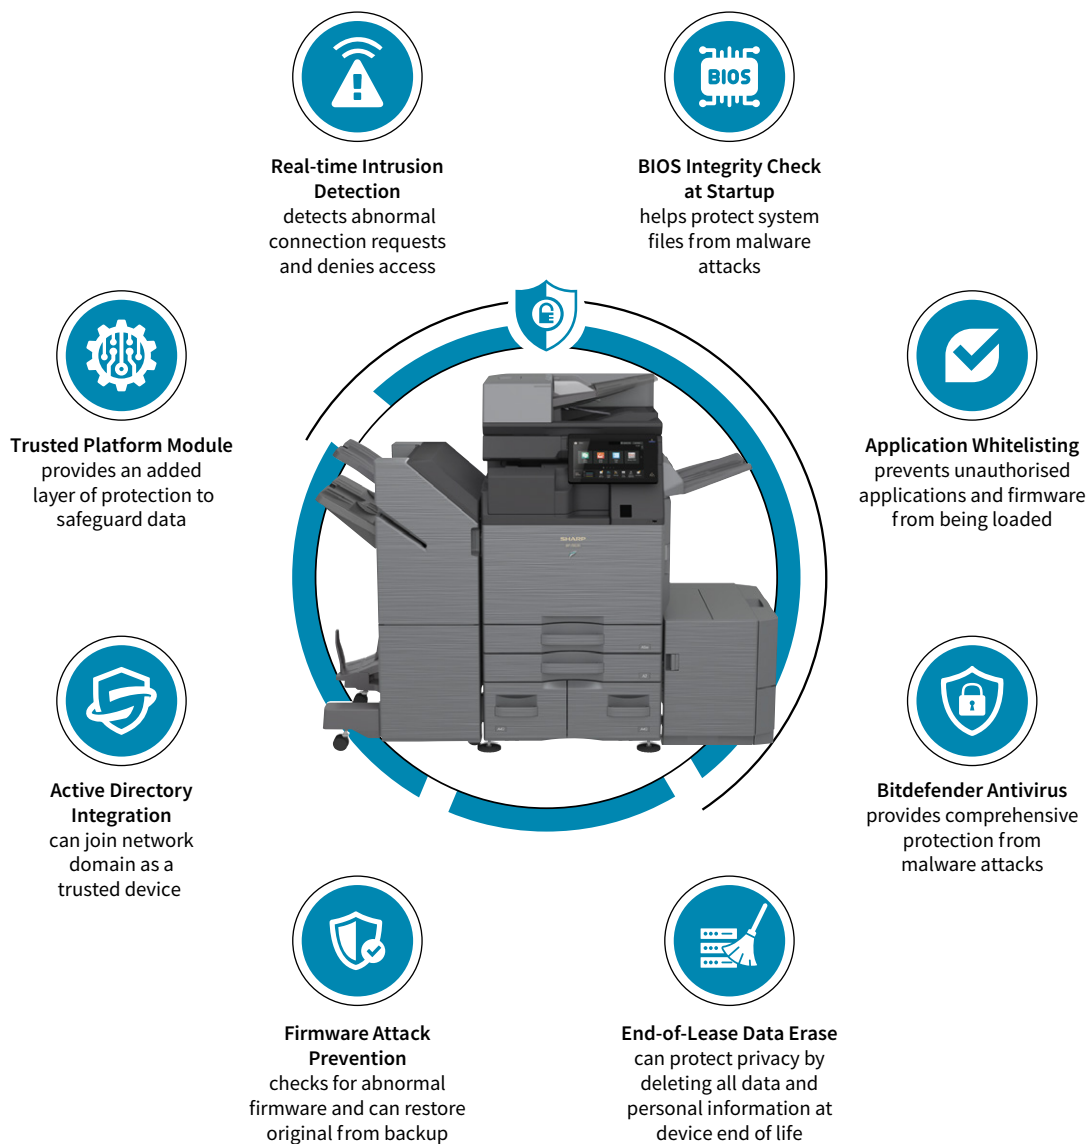 BIOS
Real-time Intrusion
Detection
detects abnormal
connection requests
and denies access
BIOS Integrity Check
at Startup
helps protect system
files from malware
attacks
Trusted Platform Module
provides an added
layer of protection to
safeguard data
Application Whitelisting
prevents unauthorised
applications and firmware
from being loaded
SHARP
Active Directory
Integration
can join network
domain as a
trusted device
Bitdefender Antivirus
provides comprehensive
protection from
malware attacks
Firmware Attack
Prevention
checks for abnormal
firmware and can restore
original from backup
End-of-Lease Data Erase
can protect privacy by
deleting all data and
personal information at
device end of life